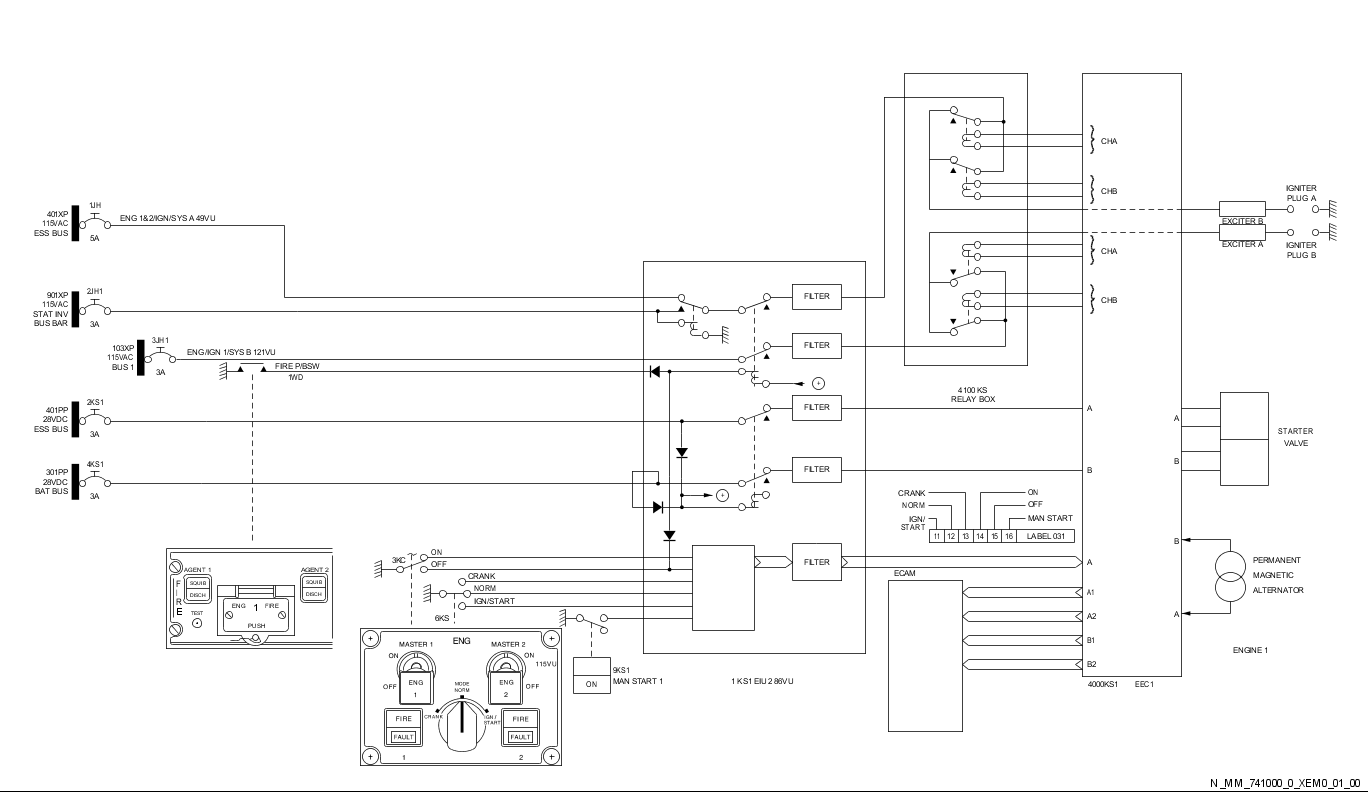 401XP
115VAC
ESS BUS
1JH
5A
ENG 1&2/IGN/SYS A 49VU
901XP
115VAC
STAT INV
BUS BAR
2JH1
3A
103XP
115VAC
BUS 1
3JH1
3A
ENG/IGN 1/SYS B 121VU
FIRE P/BSW
1WD
401PP
28VDC
ESS BUS
2KS1
3A
301PP
28VDC
BAT BUS
4KS1
3A
FILTER
FILTER
FILTER
FILTER
FILTER
+
+
1 KS1 EIU 2 86VU
4100 KS
RELAY BOX
CHA
CHB
CHA
CHB
EXCITER B
EXCITER A
IGNITER
PLUG A
IGNITER
PLUG B
A
B
A
B
STARTER
VALVE
CRANK
NORM
IGN/
START
ON
OFF
MAN START
11 12 13 14 15 16 LABEL 031
A
ECAM
A1
A2
B1
B2
B
A
PERMANENT
MAGNETIC
ALTERNATOR
ENGINE 1
4000KS1 EEC1
3KC
ON
OFF
CRANK
NORM
IGN/START
6KS
9KS1
MAN START 1
ON
AGENT 1
SQUIB
DISCH
FIRE
TEST
ENG 1 FIRE
PUSH
AGENT 2
SQUIB
DISCH
ENG
MASTER 1
ON
OFF
ENG
1
MASTER 2
ON
115VU
OFF
ENG
2
MODE
NORM
CRANK
IGN/
START
FIRE
FAULT
1
FIRE
FAULT
2
N_MM_741000_0_XEM0_01_00